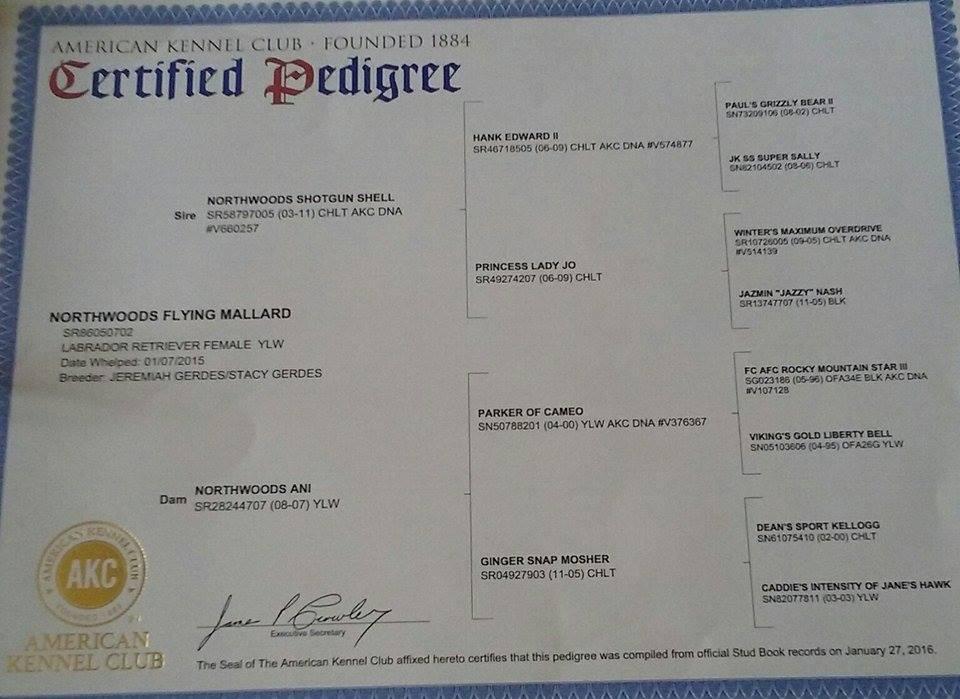 AMERICAN KENNEL CLUB · FOUNDED 1884
Certified Pedigree
NORTHWOODS FLYING MALLARD
SR86050702
LABRADOR RETRIEVER FEMALE YLW
Date Whelped: 01/07/2015
Breeder: JEREMIAH GERDES/STACY GERDES
Sire
NORTHWOODS SHOTGUN SHELL
SR58797005 (03-11) CHLT AKC DNA
#V660257
Dam
NORTHWOODS ANI
SR28244707 (08-07) YLW
HANK EDWARD II
SR46718505 (06-09) CHLT AKC DNA #V574877
PRINCESS LADY JO
SR49274207 (06-09) CHLT
PARKER OF CAMEO
SN50788201 (04-00) YLW AKC DNA #V376367
GINGER SNAP MOSHER
SR04927903 (11-05) CHLT
PAUL'S GRIZZLY BEAR II
SN73209106 (08-02) CHLT
JK SS SUPER SALLY
SN82104502 (08-06) CHLT
WINTER'S MAXIMUM OVERDRIVE
SR10726005 (09-05) CHLT AKC DNA
#V514139
JAZMIN "JAZZY" NASH
SR13747707 (11-05) BLK
FC AFC ROCKY MOUNTAIN STAR III
SG023186 (05-96) OFA34E BLK AKC DNA
#V107128
VIKING'S GOLD LIBERTY BELL
SN05103606 (04-95) OFA26G YLW
DEAN'S SPORT KELLOGG
SN61075410 (02-00) CHLT
CADDIE'S INTENSITY OF JANE'S HAWK
SN82077811 (03-03) YLW
AMERICAN KENNEL CLUB
AKC
FOUNDED 1884
AMERICAN
KENNEL CLUB
Jane P Crowley
Executive Secretary
The Seal of The American Kennel Club affixed hereto certifies that this pedigree was compiled from official Stud Book records on January 27, 2016.